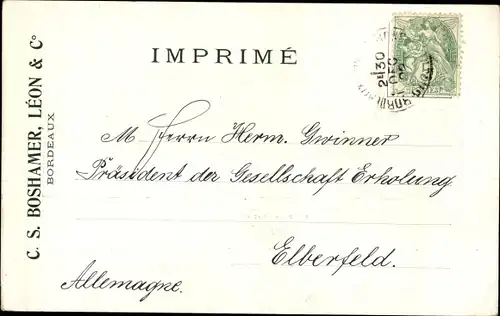 IMPRIMÉ
C. S. BOSHAMER, LÉON & Cº
BORDEAUX
M Herrn Herm. Gwinner
Präsident der Gesellschaft Erholung
Elberfeld.
Allemagne.